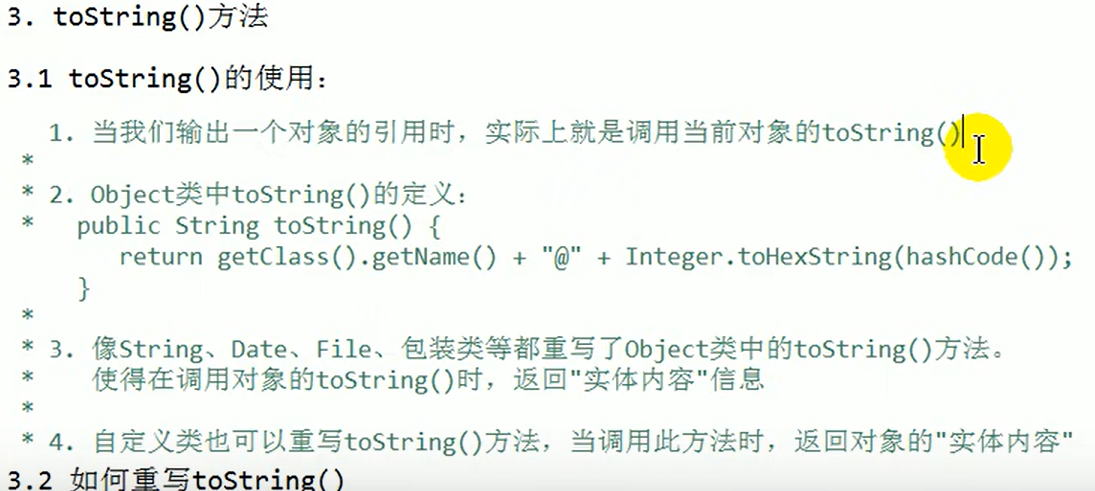 3. toString()方法
3.1 toString()的使用：
1. 当我们输出一个对象的引用时，实际上就是调用当前对象的toString()
*
* 2. Object类中toString()的定义：
* public String toString() {
return getClass().getName() + "@" + Integer.toHexString(hashCode());
}
*
* 3. 像String、Date、File、包装类等都重写了Object类中的toString()方法。
* 使得在调用对象的toString()时，返回"实体内容"信息
*
* 4. 自定义类也可以重写toString()方法，当调用此方法时，返回对象的"实体内容"
3.2 如何重写toString()